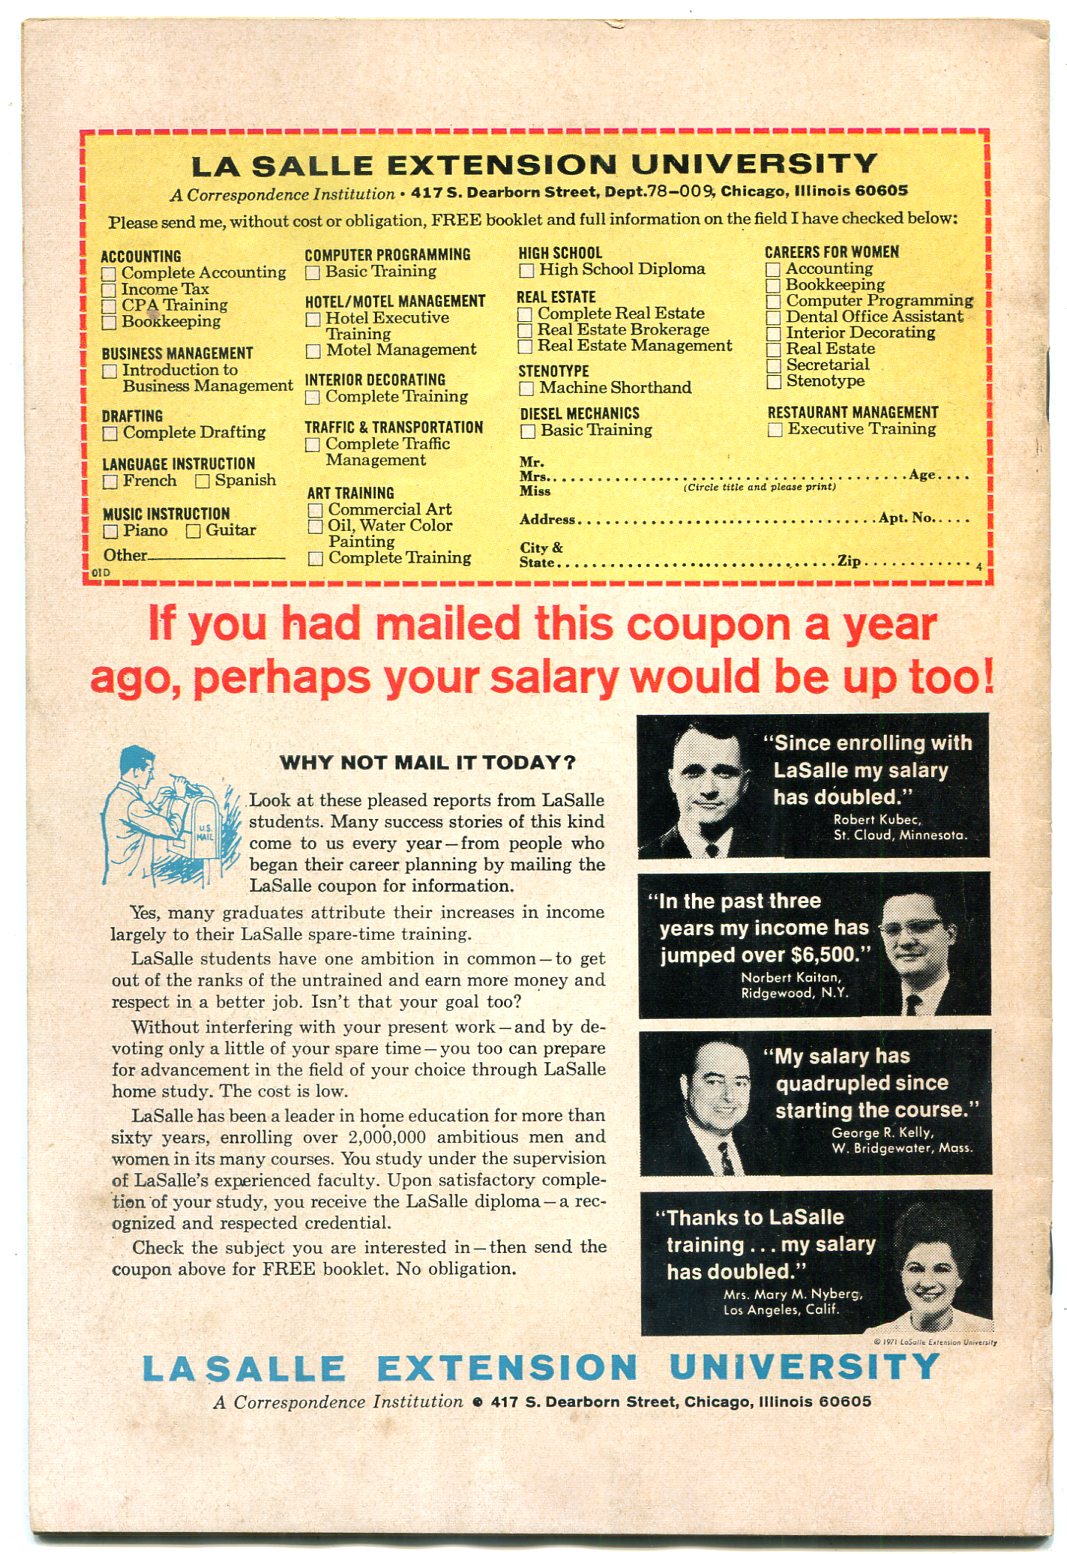 LA SALLE EXTENSION UNIVERSITY
A Correspondence Institution • 417 S. Dearborn Street, Dept. 78-009, Chicago, Illinois 60605
Please send me, without cost or obligation, FREE booklet and full information on the field I have checked below:
ACCOUNTING
Complete Accounting
Income Tax
CPA Training
Bookkeeping
BUSINESS MANAGEMENT
Introduction to
Business Management
DRAFTING
Complete Drafting
LANGUAGE INSTRUCTION
French Spanish
MUSIC INSTRUCTION
Piano Guitar
Other
01D
COMPUTER PROGRAMMING
Basic Training
HOTEL/MOTEL MANAGEMENT
Hotel Executive
Training
Motel Management
INTERIOR DECORATING
Complete Training
TRAFFIC & TRANSPORTATION
Complete Traffic
Management
ART TRAINING
Commercial Art
Oil, Water Color
Painting
Complete Training
HIGH SCHOOL
High School Diploma
REAL ESTATE
Complete Real Estate
Real Estate Brokerage
Real Estate Management
STENOTYPE
Machine Shorthand
DIESEL MECHANICS
Basic Training
CAREERS FOR WOMEN
Accounting
Bookkeeping
Computer Programming
Dental Office Assistant
Interior Decorating
Real Estate
Secretarial
Stenotype
RESTAURANT MANAGEMENT
Executive Training
Mr.
Mrs. Age
Miss (Circle title and please print)
Address Apt. No.
City &
State Zip 4
If you had mailed this coupon a year
ago, perhaps your salary would be up too!
U.S.
MAIL
WHY NOT MAIL IT TODAY?
Look at these pleased reports from LaSalle
students. Many success stories of this kind
come to us every year—from people who
began their career planning by mailing the
LaSalle coupon for information.
Yes, many graduates attribute their increases in income
largely to their LaSalle spare-time training.
LaSalle students have one ambition in common—to get
out of the ranks of the untrained and earn more money and
respect in a better job. Isn't that your goal too?
Without interfering with your present work—and by de-
voting only a little of your spare time—you too can prepare
for advancement in the field of your choice through LaSalle
home study. The cost is low.
LaSalle has been a leader in home education for more than
sixty years, enrolling over 2,000,000 ambitious men and
women in its many courses. You study under the supervision
of LaSalle's experienced faculty. Upon satisfactory comple-
tion of your study, you receive the LaSalle diploma—a rec-
ognized and respected credential.
Check the subject you are interested in—then send the
coupon above for FREE booklet. No obligation.
"Since enrolling with
LaSalle my salary
has doubled."
Robert Kubec,
St. Cloud, Minnesota.
"In the past three
years my income has
jumped over $6,500."
Norbert Kaitan,
Ridgewood, N.Y.
"My salary has
quadrupled since
starting the course."
George R. Kelly,
W. Bridgewater, Mass.
"Thanks to LaSalle
training ... my salary
has doubled."
Mrs. Mary M. Nyberg,
Los Angeles, Calif.
© 1971 LaSalle Extension University
LA SALLE EXTENSION UNIVERSITY
A Correspondence Institution • 417 S. Dearborn Street, Chicago, Illinois 60605